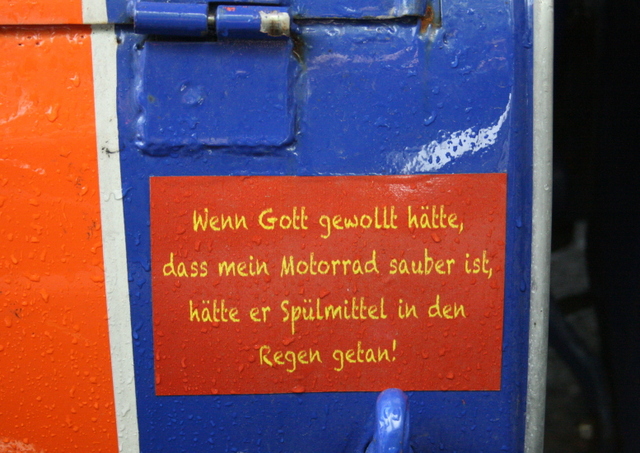 Wenn Gott gewollt hätte,
dass mein Motorrad sauber ist,
hätte er Spülmittel in den
Regen getan!